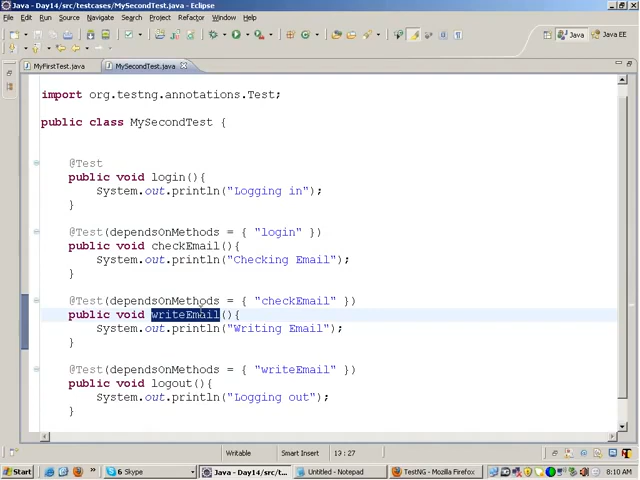 Java - Day14/src/testcases/MySecondTest.java - Eclipse
File Edit Run Source Navigate Search Project Refactor Window Help
Java Java EE
MyFirstTest.java MySecondTest.java
import org.testng.annotations.Test;
public class MySecondTest {
@Test
public void login(){
System.out.println("Logging in");
}
@Test(dependsOnMethods = { "login" })
public void checkEmail(){
System.out.println("Checking Email");
}
@Test(dependsOnMethods = { "checkEmail" })
public void writeEmail(){
System.out.println("Writing Email");
}
@Test(dependsOnMethods = { "writeEmail" })
public void logout(){
System.out.println("Logging out");
}
Writable Smart Insert 13 : 27
Start 6 Skype Java - Day14/src/t... Untitled - Notepad TestNG - Mozilla Firefox 8:10 AM